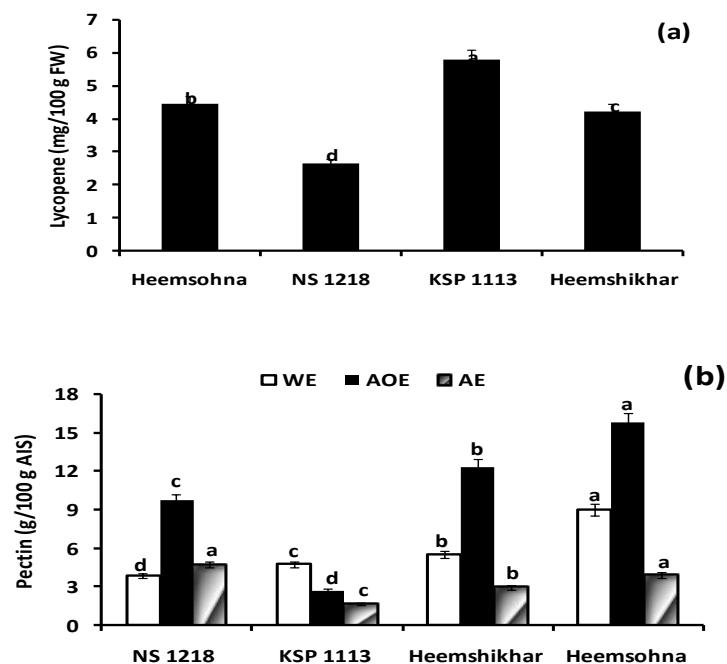 (a)
Lycopene (mg/100 g FW)
7
6
5
4
3
2
1
0
b
d
a
c
Heemsohna NS 1218 KSP 1113 Heemshikhar
(b)
WE AOE AE
Pectin (g/100 g AIS)
18
15
12
9
6
3
0
d c a
c d c
b b b
a a a
NS 1218 KSP 1113 Heemshikhar Heemsohna